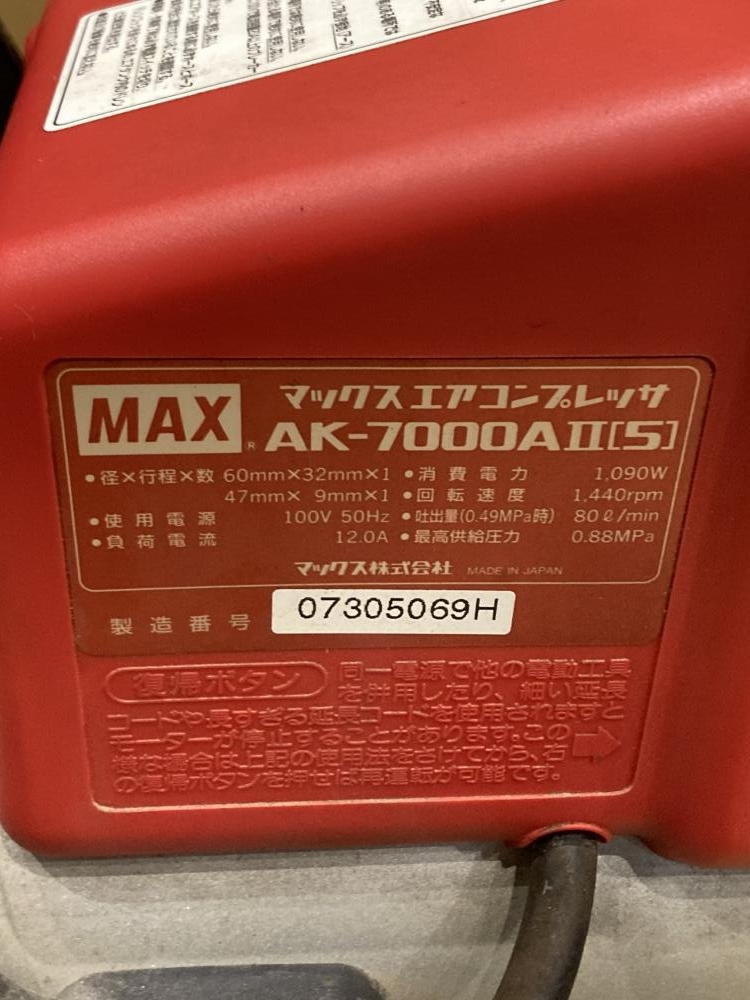 MAX®
マックスエアコンプレッサ
AK-7000AII[5]
●径×行程×数 60mm×32mm×1 ●消費電力 1,090W
47mm× 9mm×1 ●回転速度 1,440rpm
●使用電源 100V 50Hz ●吐出量(0.49MPa時) 80ℓ/min
●負荷電流 12.0A ●最高供給圧力 0.88MPa
マックス株式会社 MADE IN JAPAN
製造番号 07305069H
復帰ボタン 同一電源で他の電動工具
を併用したり、細い延長
コードや長すぎる延長コードを使用されますと
モーターが停止することがあります。この
様な場合は上記の使用法をさけてから、右
の復帰ボタンを押せば再運転が可能です。